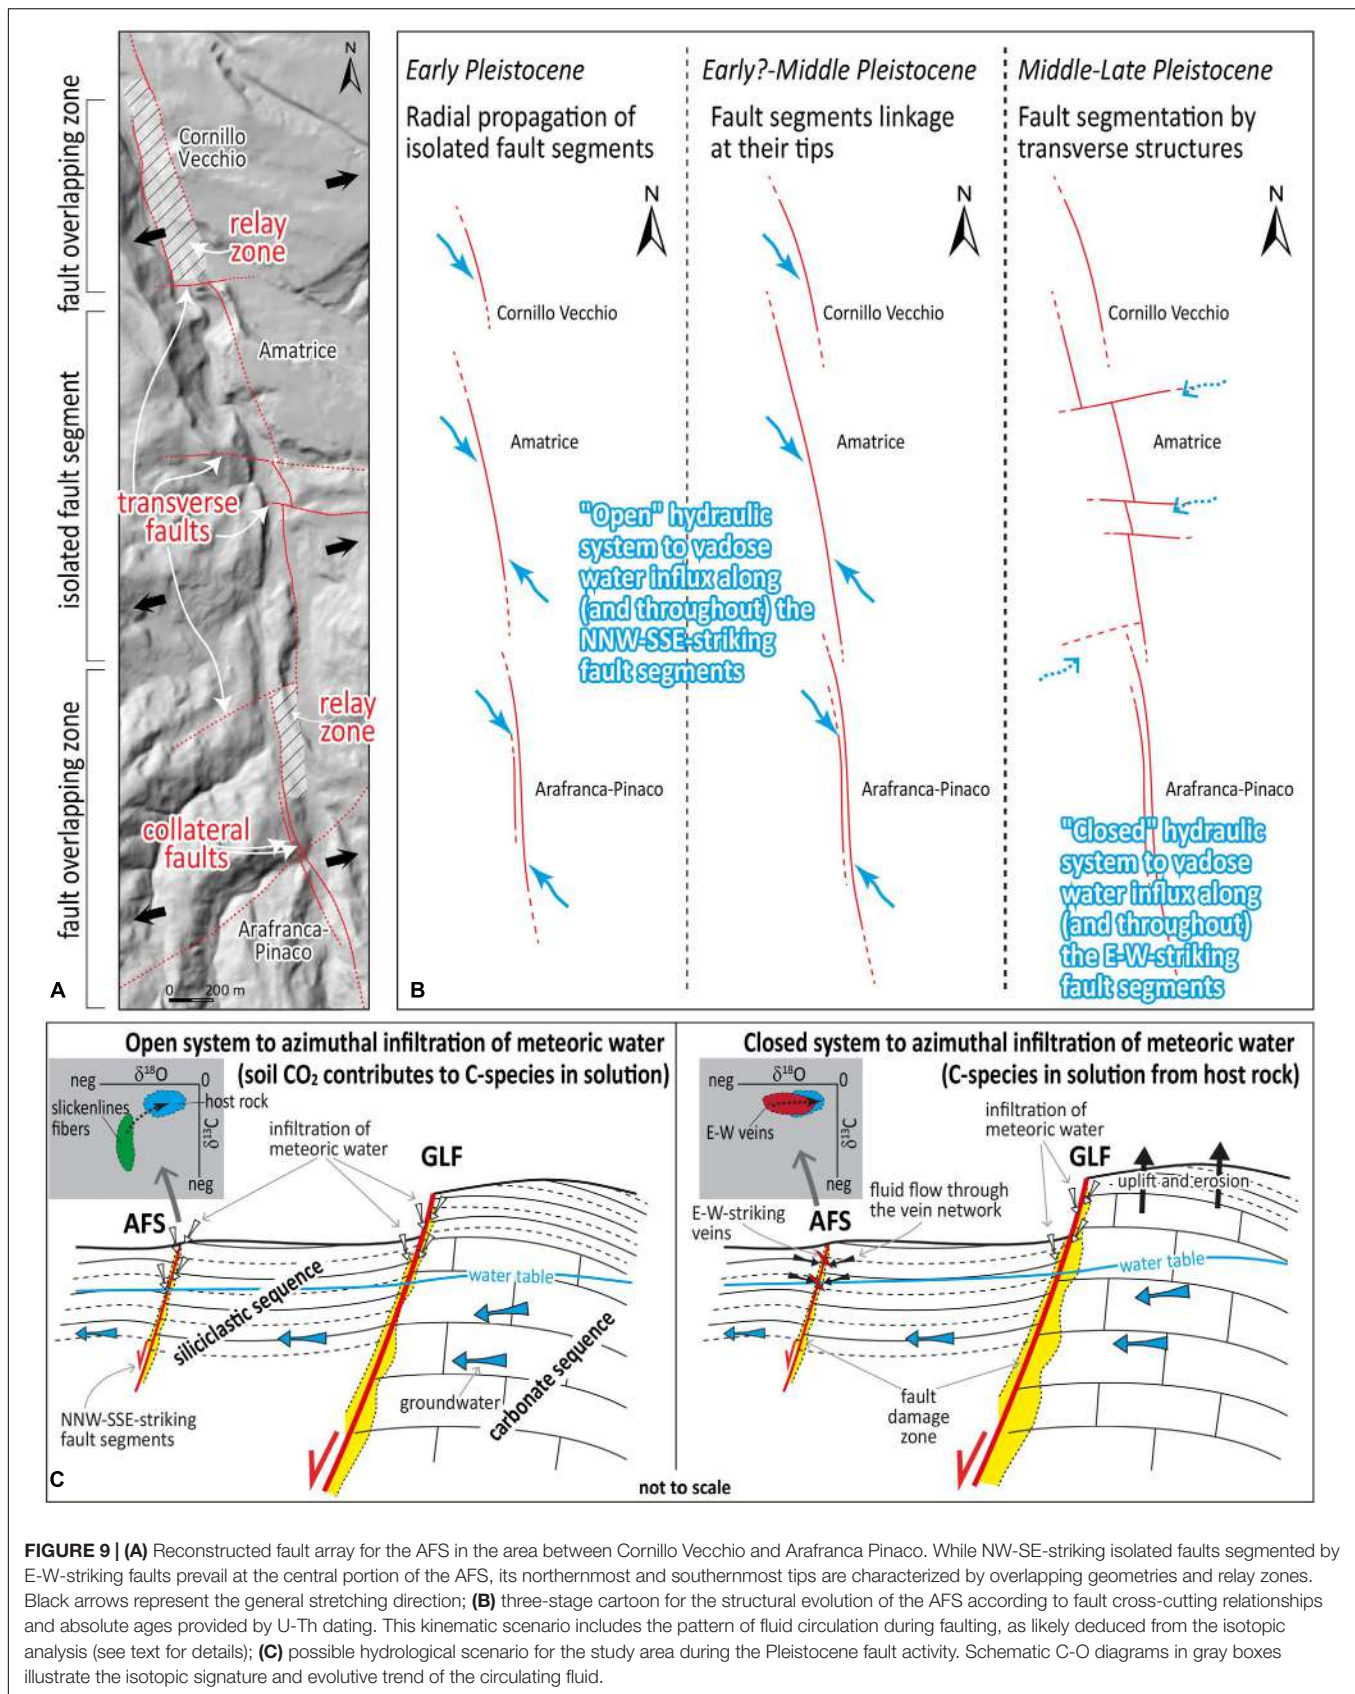 N
Cornillo
Vecchio
relay
zone
Amatrice
transverse
faults
relay
zone
collateral
faults
Arafranca-
Pinaco
0 200 m
A
fault overlapping zone
isolated fault segment
fault overlapping zone
Early Pleistocene
Radial propagation of
isolated fault segments
N
Cornillo Vecchio
Amatrice
Arafranca-Pinaco
"Open" hydraulic
system to vadose
water influx along
(and throughout) the
NNW-SSE-striking
fault segments
B
Early?-Middle Pleistocene
Fault segments linkage
at their tips
N
Cornillo Vecchio
Amatrice
Arafranca-Pinaco
Middle-Late Pleistocene
Fault segmentation by
transverse structures
N
Cornillo Vecchio
Amatrice
Arafranca-Pinaco
"Closed" hydraulic
system to vadose
water influx along
(and throughout)
the E-W-striking
fault segments
Open system to azimuthal infiltration of meteoric water
(soil CO₂ contributes to C-species in solution)
neg δ¹⁸O 0
slickenlines
fibers
host rock
δ¹³C
neg
infiltration of
meteoric water
GLF
AFS
water table
siliciclastic sequence
carbonate sequence
groundwater
NNW-SSE-striking
fault segments
C
Closed system to azimuthal infiltration of meteoric water
(C-species in solution from host rock)
neg δ¹⁸O 0
E-W veins
δ¹³C
neg
infiltration of
meteoric water
GLF
uplift and erosion
fluid flow through
the vein network
E-W-striking
veins
AFS
water table
fault
damage
zone
not to scale
FIGURE 9 | (A) Reconstructed fault array for the AFS in the area between Cornillo Vecchio and Arafranca Pinaco. While NW-SE-striking isolated faults segmented by
E-W-striking faults prevail at the central portion of the AFS, its northernmost and southernmost tips are characterized by overlapping geometries and relay zones.
Black arrows represent the general stretching direction; (B) three-stage cartoon for the structural evolution of the AFS according to fault cross-cutting relationships
and absolute ages provided by U-Th dating. This kinematic scenario includes the pattern of fluid circulation during faulting, as likely deduced from the isotopic
analysis (see text for details); (C) possible hydrological scenario for the study area during the Pleistocene fault activity. Schematic C-O diagrams in gray boxes
illustrate the isotopic signature and evolutive trend of the circulating fluid.